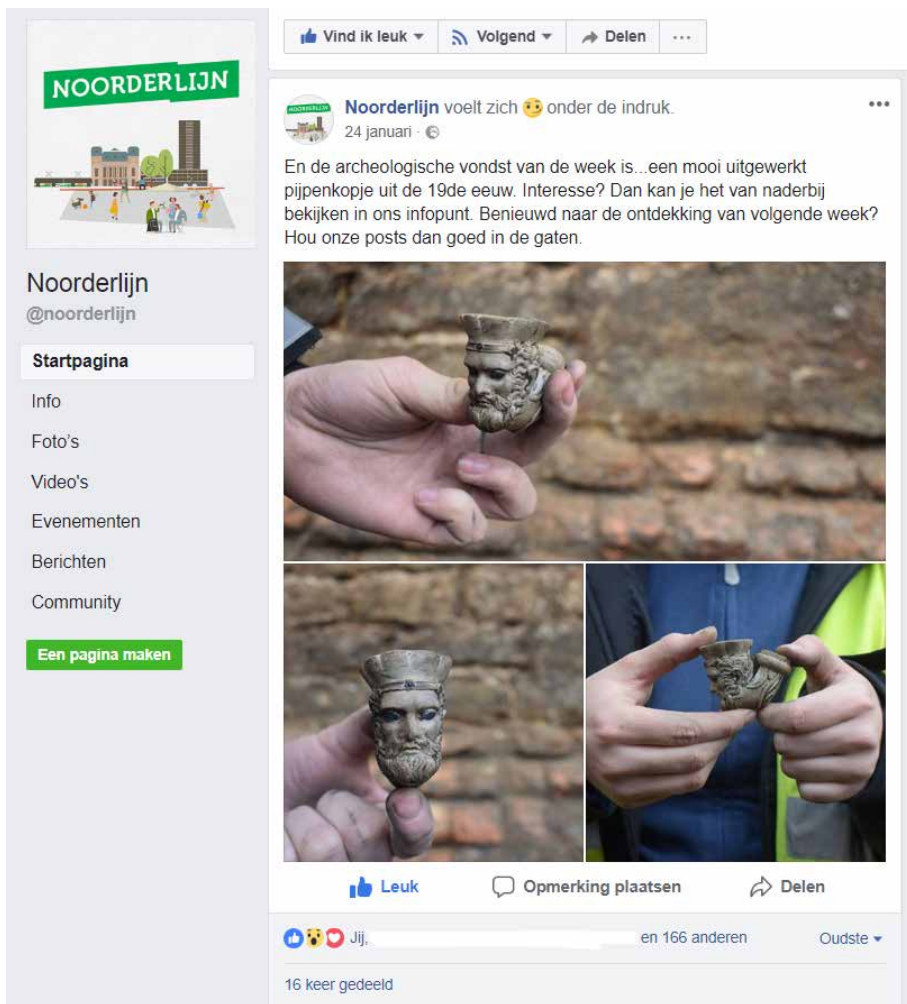 NOORDERLIJN
Noorderlijn
@noorderlijn
Startpagina
Info
Foto's
Video's
Evenementen
Berichten
Community
Een pagina maken
Vind ik leuk
Volgend
Delen
Noorderlijn voelt zich onder de indruk.
24 januari ·
En de archeologische vondst van de week is...een mooi uitgewerkt
pijpenkopje uit de 19de eeuw. Interesse? Dan kan je het van naderbij
bekijken in ons infopunt. Benieuwd naar de ontdekking van volgende week?
Hou onze posts dan goed in de gaten.
Leuk
Opmerking plaatsen
Delen
Jij, en 166 anderen
Oudste
16 keer gedeeld